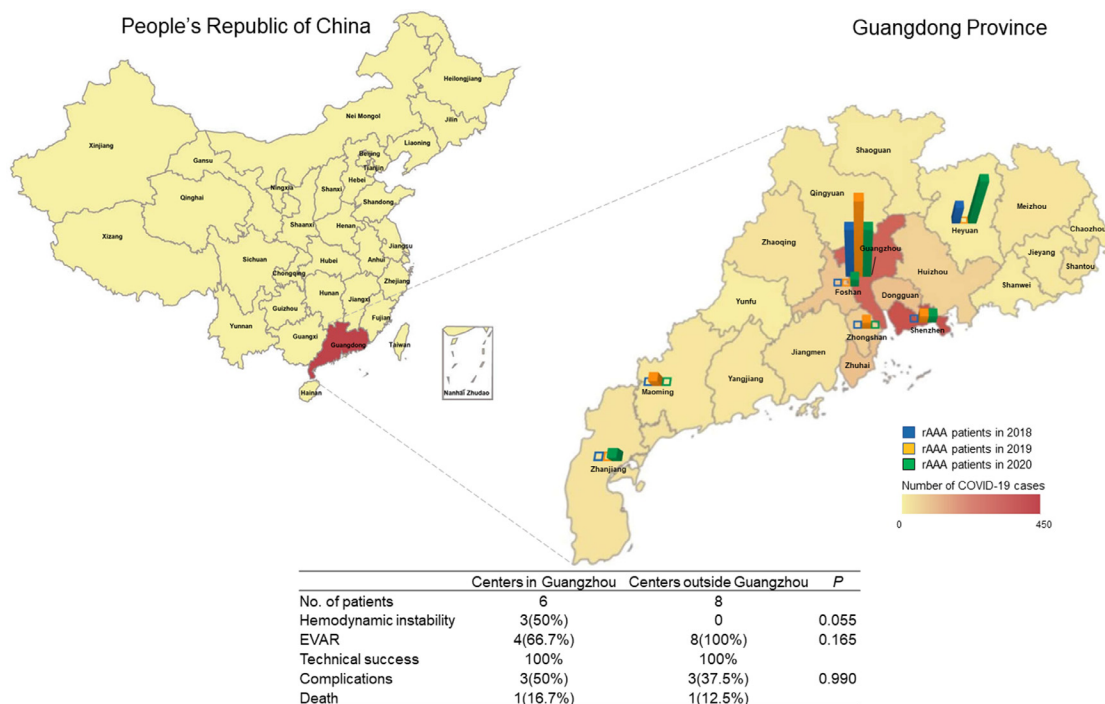 People's Republic of China
Guangdong Province
Heilongjiang
Nei Mongol
Jilin
Xinjiang
Liaoning
Gansu
Beijing
Tianjin
Hebei
Ningxia
Shanxi
Shandong
Qinghai
Shaanxi
Henan
Jiangsu
Xizang
Anhui
Sichuan
Hubei
Chongqing
Zhejiang
Hunan
Jiangxi
Guizhou
Fujian
Yunnan
Guangxi
Guangdong
Taiwan
Hainan
Nanhai Zhudao
Shaoguan
Qingyuan
Meizhou
Heyuan
Chaozhou
Zhaoqing
Guangzhou
Jieyang
Shantou
Huizhou
Shanwei
Foshan
Dongguan
Yunfu
Shenzhen
Zhongshan
Jiangmen
Zhuhai
Yangjiang
Maoming
Zhanjiang
rAAA patients in 2018
rAAA patients in 2019
rAAA patients in 2020
Number of COVID-19 cases
0 450
Centers in Guangzhou Centers outside Guangzhou P
No. of patients 6 8
Hemodynamic instability 3(50%) 0 0.055
EVAR 4(66.7%) 8(100%) 0.165
Technical success 100% 100%
Complications 3(50%) 3(37.5%) 0.990
Death 1(16.7%) 1(12.5%)